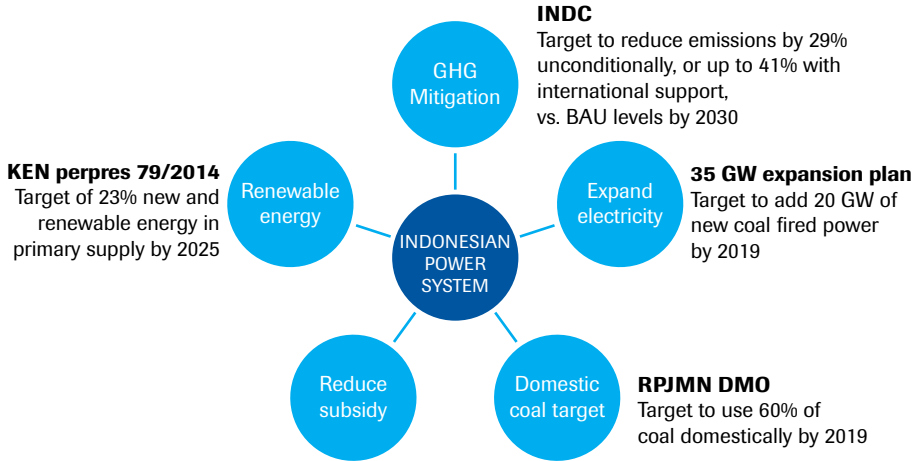 INDC
Target to reduce emissions by 29%
unconditionally, or up to 41% with
international support,
vs. BAU levels by 2030
GHG
Mitigation
KEN perpres 79/2014
Target of 23% new and
renewable energy in
primary supply by 2025
Renewable
energy
Expand
electricity
35 GW expansion plan
Target to add 20 GW of
new coal fired power
by 2019
INDONESIAN
POWER
SYSTEM
Reduce
subsidy
Domestic
coal target
RPJMN DMO
Target to use 60% of
coal domestically by 2019